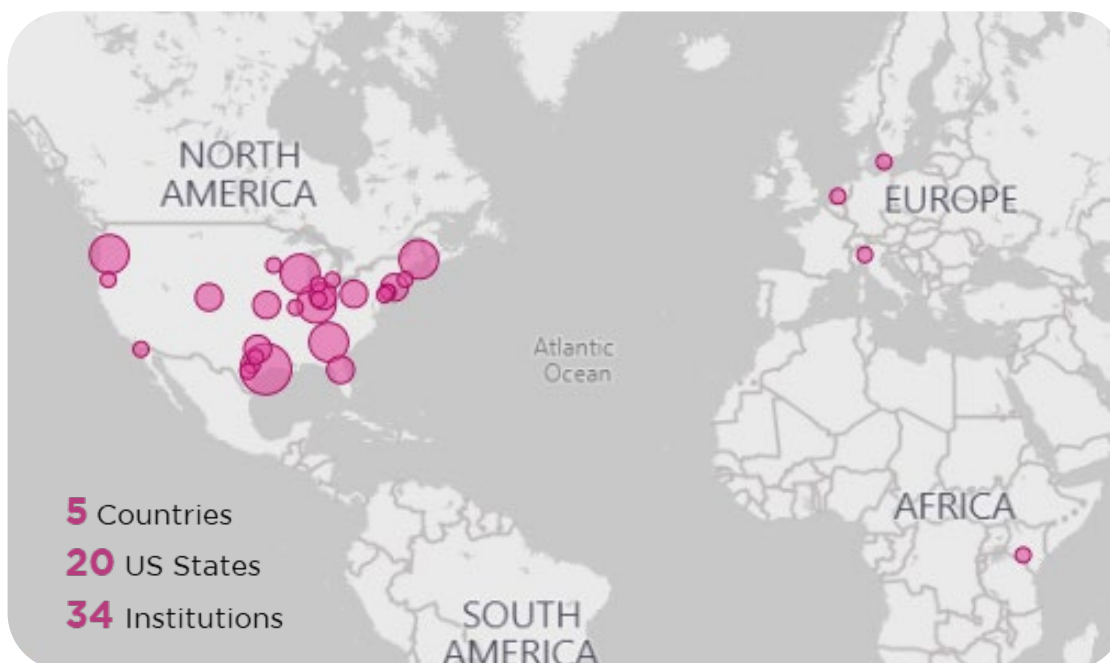 NORTH
AMERICA
EUROPE
Atlantic
Ocean
AFRICA
5 Countries
20 US States
34 Institutions
SOUTH
AMERICA